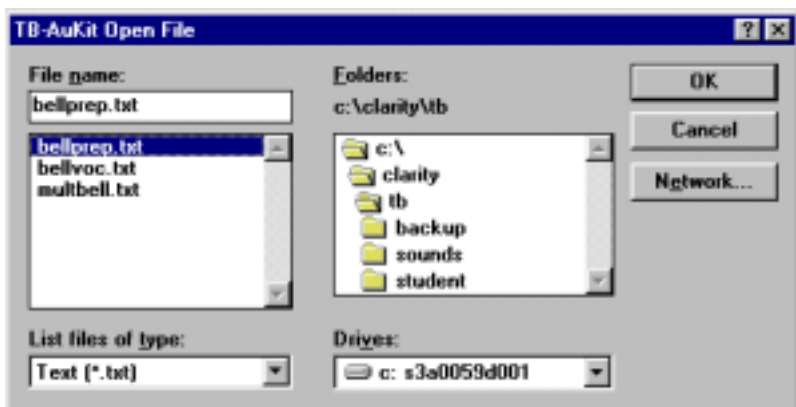 TB-AuKit Open File
File name:
bellprep.txt
bellprep.txt
bellvoc.txt
multbell.txt
List files of type:
Text (*.txt)
Folders:
c:\clarity\tb
c:\
clarity
tb
backup
sounds
student
Drives:
c: s3a0059d001
OK
Cancel
Network...